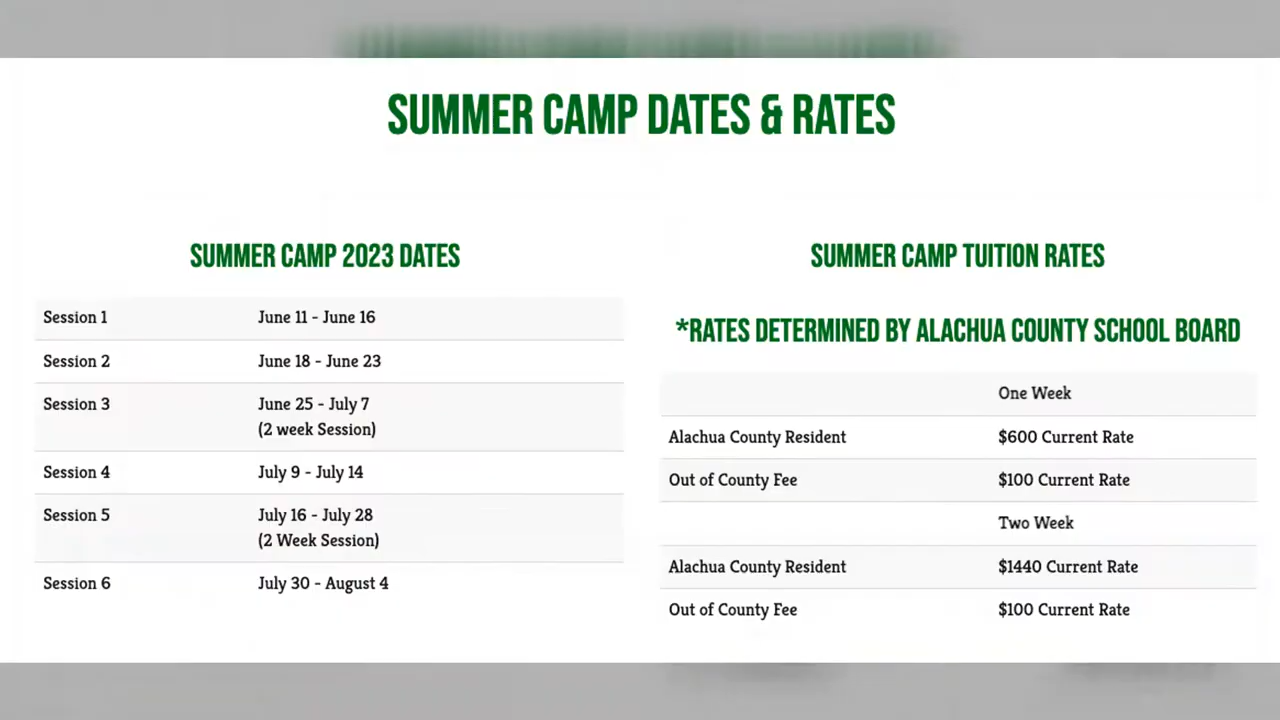 SUMMER CAMP DATES & RATES
SUMMER CAMP 2023 DATES
Session 1 June 11 - June 16
Session 2 June 18 - June 23
Session 3 June 25 - July 7
(2 week Session)
Session 4 July 9 - July 14
Session 5 July 16 - July 28
(2 Week Session)
Session 6 July 30 - August 4
SUMMER CAMP TUITION RATES
*RATES DETERMINED BY ALACHUA COUNTY SCHOOL BOARD
One Week
Alachua County Resident $600 Current Rate
Out of County Fee $100 Current Rate
Two Week
Alachua County Resident $1440 Current Rate
Out of County Fee $100 Current Rate